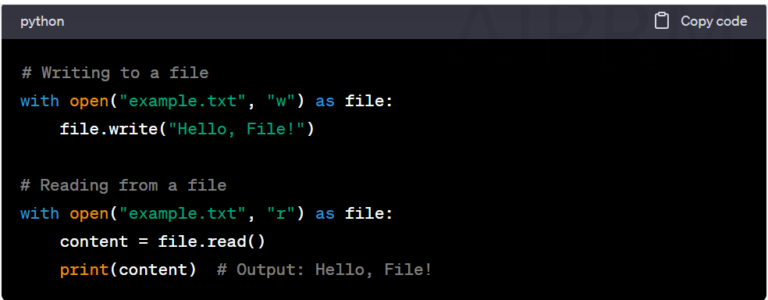 python
Copy code
# Writing to a file
with open("example.txt", "w") as file:
    file.write("Hello, File!")
# Reading from a file
with open("example.txt", "r") as file:
    content = file.read()
    print(content)  # Output: Hello, File!